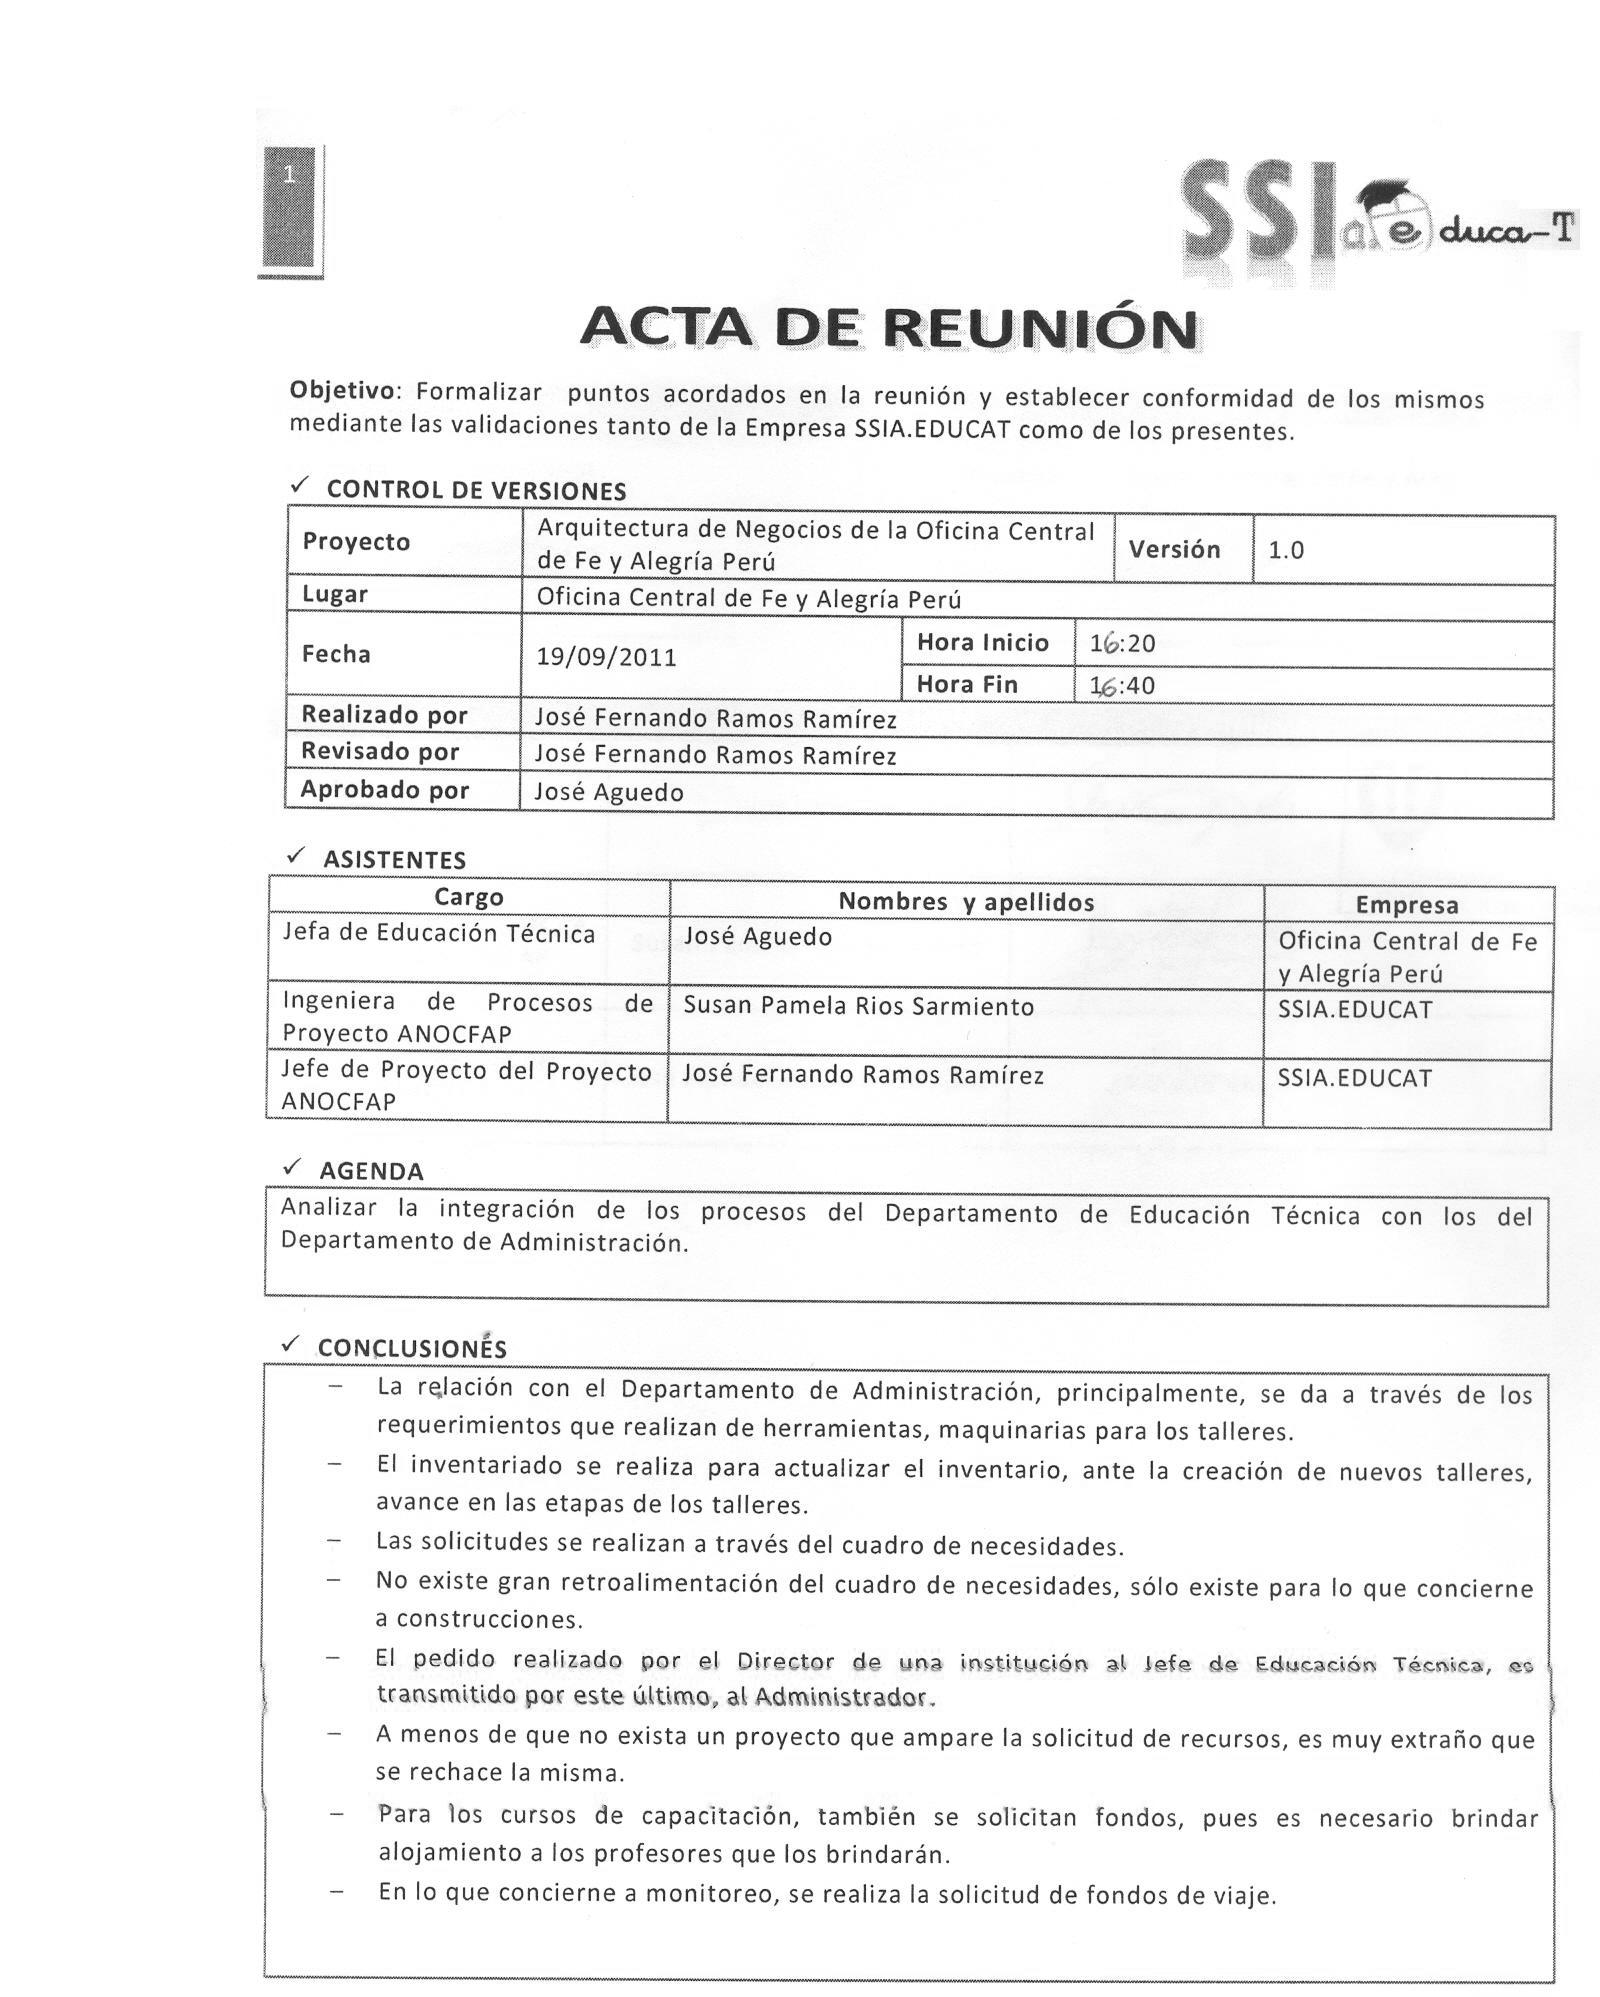 1
SSIa.educa-T
ACTA DE REUNIÓN
Objetivo: Formalizar puntos acordados en la reunión y establecer conformidad de los mismos
mediante las validaciones tanto de la Empresa SSIA.EDUCAT como de los presentes.
✓ CONTROL DE VERSIONES
Proyecto Arquitectura de Negocios de la Oficina Central Versión 1.0
de Fe y Alegría Perú
Lugar Oficina Central de Fe y Alegría Perú
Fecha 19/09/2011 Hora Inicio 16:20
Hora Fin 16:40
Realizado por José Fernando Ramos Ramírez
Revisado por José Fernando Ramos Ramírez
Aprobado por José Aguedo
✓ ASISTENTES
Cargo Nombres y apellidos Empresa
Jefa de Educación Técnica José Aguedo Oficina Central de Fe
y Alegría Perú
Ingeniera de Procesos de Susan Pamela Rios Sarmiento SSIA.EDUCAT
Proyecto ANOCFAP
Jefe de Proyecto del Proyecto José Fernando Ramos Ramírez SSIA.EDUCAT
ANOCFAP
✓ AGENDA
Analizar la integración de los procesos del Departamento de Educación Técnica con los del
Departamento de Administración.
✓ CONCLUSIONES
– La relación con el Departamento de Administración, principalmente, se da a través de los
requerimientos que realizan de herramientas, maquinarias para los talleres.
– El inventariado se realiza para actualizar el inventario, ante la creación de nuevos talleres,
avance en las etapas de los talleres.
– Las solicitudes se realizan a través del cuadro de necesidades.
– No existe gran retroalimentación del cuadro de necesidades, sólo existe para lo que concierne
a construcciones.
– El pedido realizado por el Director de una institución al Jefe de Educación Técnica, es
transmitido por este último, al Administrador.
– A menos de que no exista un proyecto que ampare la solicitud de recursos, es muy extraño que
se rechace la misma.
– Para los cursos de capacitación, también se solicitan fondos, pues es necesario brindar
alojamiento a los profesores que los brindarán.
– En lo que concierne a monitoreo, se realiza la solicitud de fondos de viaje.